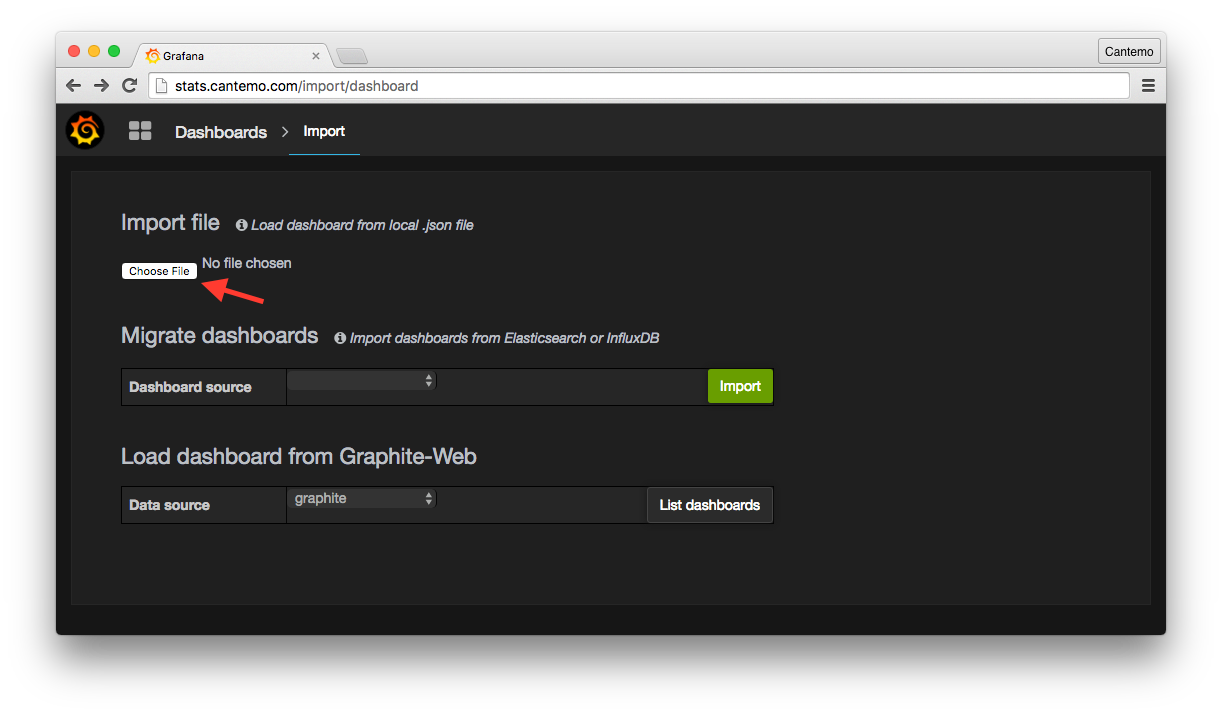 Grafana
Cantemo
stats.cantemo.com/import/dashboard
Dashboards
Import
Import file
Load dashboard from local .json file
Choose File
No file chosen
Migrate dashboards
Import dashboards from Elasticsearch or InfluxDB
Dashboard source
Import
Load dashboard from Graphite-Web
Data source
graphite
List dashboards